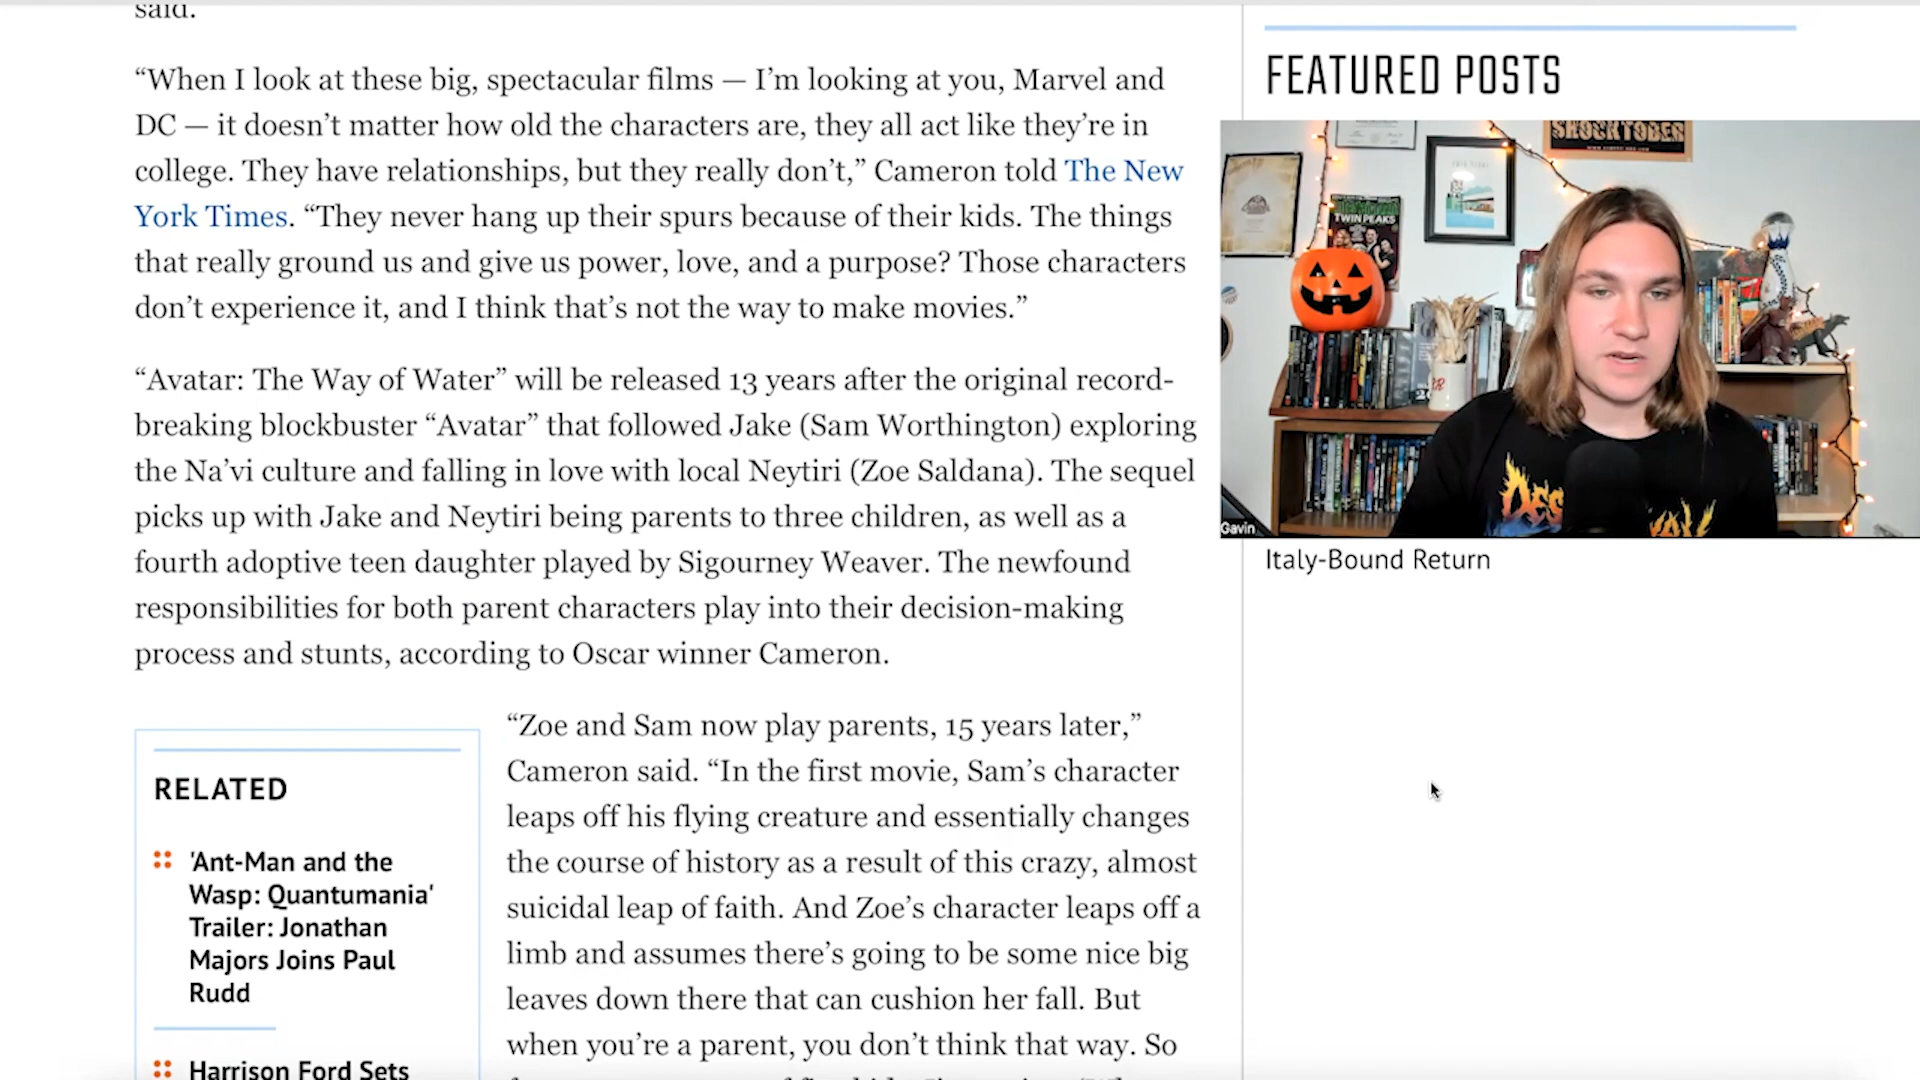 said.
“When I look at these big, spectacular films — I’m looking at you, Marvel and
DC — it doesn’t matter how old the characters are, they all act like they’re in
college. They have relationships, but they really don’t,” Cameron told The New
York Times. “They never hang up their spurs because of their kids. The things
that really ground us and give us power, love, and a purpose? Those characters
don’t experience it, and I think that’s not the way to make movies.”
“Avatar: The Way of Water” will be released 13 years after the original record-
breaking blockbuster “Avatar” that followed Jake (Sam Worthington) exploring
the Na’vi culture and falling in love with local Neytiri (Zoe Saldana). The sequel
picks up with Jake and Neytiri being parents to three children, as well as a
fourth adoptive teen daughter played by Sigourney Weaver. The newfound
responsibilities for both parent characters play into their decision-making
process and stunts, according to Oscar winner Cameron.
“Zoe and Sam now play parents, 15 years later,”
Cameron said. “In the first movie, Sam’s character
leaps off his flying creature and essentially changes
the course of history as a result of this crazy, almost
suicidal leap of faith. And Zoe’s character leaps off a
limb and assumes there’s going to be some nice big
leaves down there that can cushion her fall. But
when you’re a parent, you don’t think that way. So
RELATED
'Ant-Man and the
Wasp: Quantumania'
Trailer: Jonathan
Majors Joins Paul
Rudd
Harrison Ford Sets
FEATURED POSTS
SHOCKTOBER
TWIN PEAKS
Gavin
Italy-Bound Return